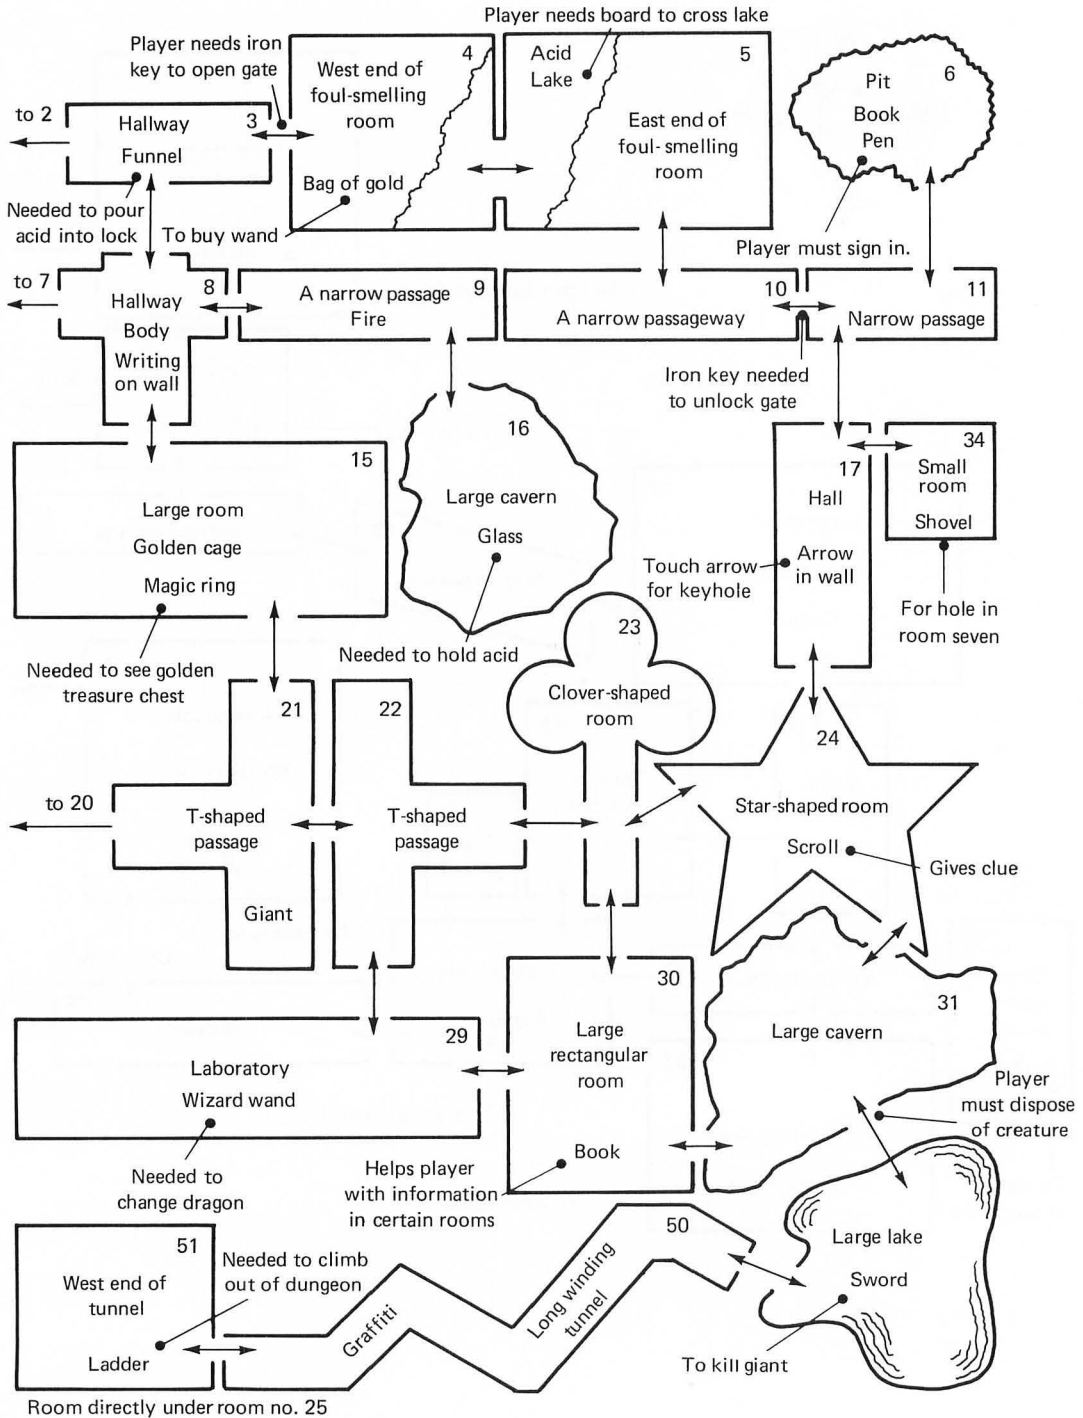 Player needs board to cross lake
Player needs iron
key to open gate
4
West end of
foul-smelling
room
Bag of gold
To buy wand
Acid
Lake
5
East end of
foul-smelling
room
6
Pit
Book
Pen
Player must sign in.
to 2
Hallway
3
Funnel
Needed to pour
acid into lock
to 7
8
Hallway
Body
Writing
on wall
A narrow passage
9
Fire
10
A narrow passageway
11
Narrow passage
Iron key needed
to unlock gate
15
Large room
Golden cage
Magic ring
Needed to see golden
treasure chest
16
Large cavern
Glass
Needed to hold acid
17
Hall
Arrow
in wall
Touch arrow
for keyhole
34
Small
room
Shovel
For hole in
room seven
21
to 20
T-shaped
passage
Giant
22
T-shaped
passage
23
Clover-shaped
room
24
Star-shaped room
Scroll
Gives clue
29
Laboratory
Wizard wand
Needed to
change dragon
30
Large
rectangular
room
Book
Helps player
with information
in certain rooms
31
Large cavern
Player
must dispose
of creature
51
West end of
tunnel
Ladder
Needed to climb
out of dungeon
Room directly under room no. 25
50
Graffiti
Long winding
tunnel
Large lake
Sword
To kill giant